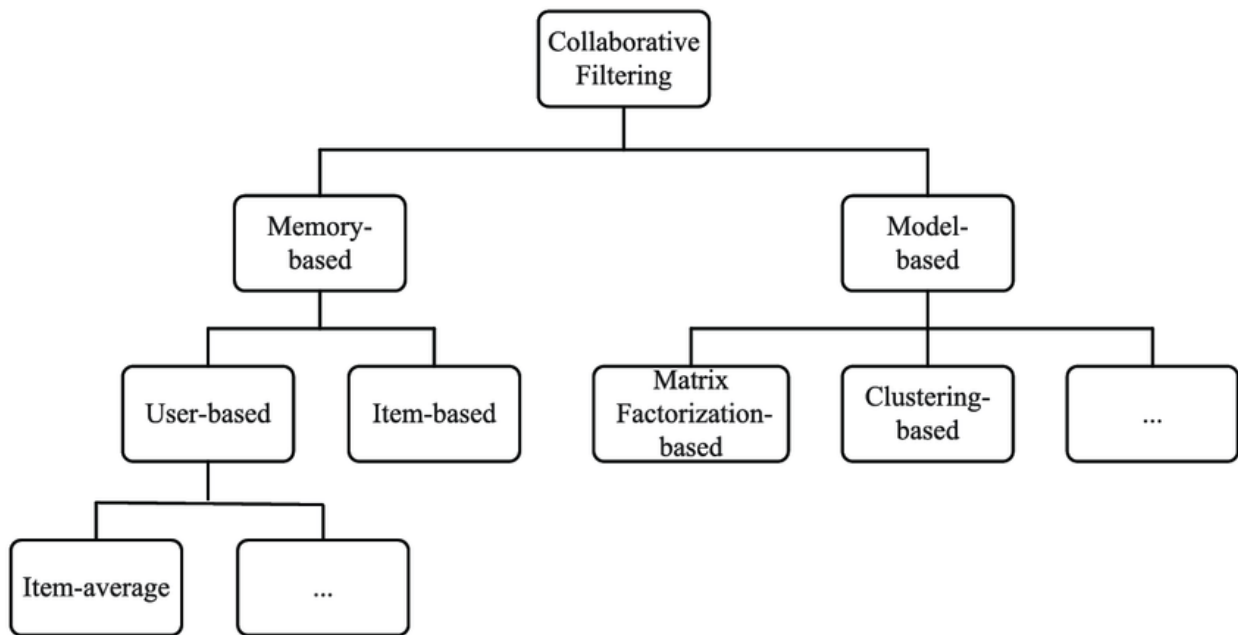 Collaborative
Filtering
Memory-
based
Model-
based
User-based
Item-based
Matrix
Factorization-
based
Clustering-
based
...
Item-average
...